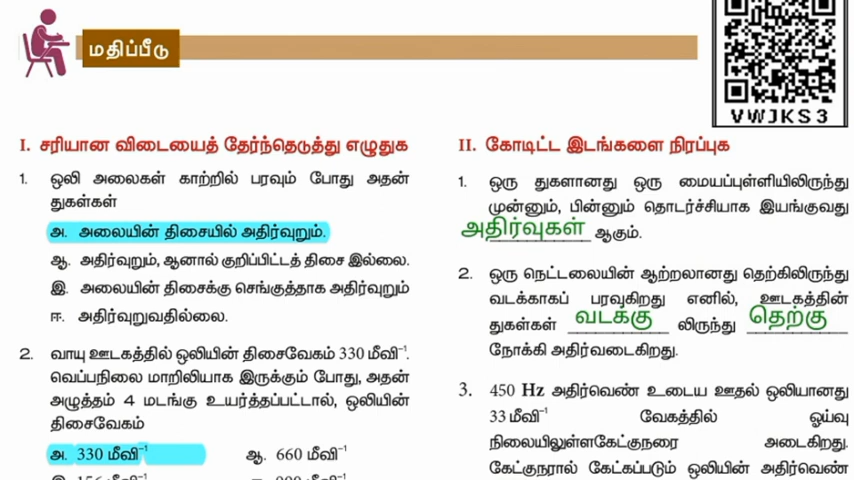 மதிப்பீடு
VWJKS3
I. சரியான விடையைத் தேர்ந்தெடுத்து எழுதுக
1. ஒலி அலைகள் காற்றில் பரவும் போது அதன்
துகள்கள்
அ. அலையின் திசையில் அதிர்வுறும்.
ஆ. அதிர்வுறும், ஆனால் குறிப்பிட்டத் திசை இல்லை.
இ. அலையின் திசைக்கு செங்குத்தாக அதிர்வுறும்
ஈ. அதிர்வுறுவதில்லை.
2. வாயு ஊடகத்தில் ஒலியின் திசைவேகம் 330 மீவி⁻¹.
வெப்பநிலை மாறிலியாக இருக்கும் போது, அதன்
அழுத்தம் 4 மடங்கு உயர்த்தப்பட்டால், ஒலியின்
திசைவேகம்
அ. 330 மீவி⁻¹ ஆ. 660 மீவி⁻¹
II. கோடிட்ட இடங்களை நிரப்புக
1. ஒரு துகளானது ஒரு மையப்புள்ளியிலிருந்து
முன்னும், பின்னும் தொடர்ச்சியாக இயங்குவது
அதிர்வுகள் ஆகும்.
2. ஒரு நெட்டலையின் ஆற்றலானது தெற்கிலிருந்து
வடக்காகப் பரவுகிறது எனில், ஊடகத்தின்
துகள்கள் வடக்கு லிருந்து தெற்கு
நோக்கி அதிர்வடைகிறது.
3. 450 Hz அதிர்வெண் உடைய ஊதல் ஒலியானது
33 மீவி⁻¹ வேகத்தில் ஓய்வு
நிலையிலுள்ளகேட்குநரை அடைகிறது.
கேட்குநரால் கேட்கப்படும் ஒலியின் அதிர்வெண்